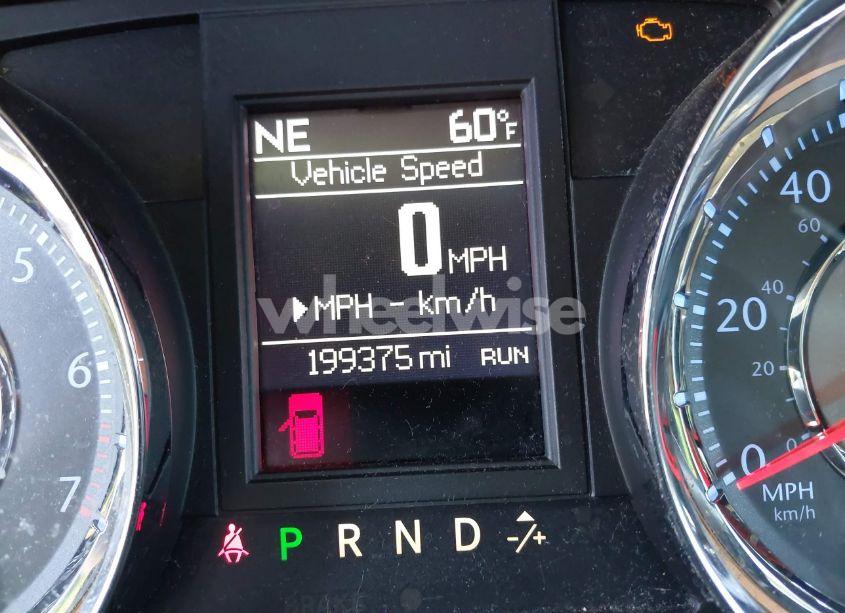 NE 60°F
Vehicle Speed
0 MPH
MPH - km/h
wheelwise
199375 mi RUN
P R N D -/+
5
6
7
40
60
20
20
0
0
MPH
km/h